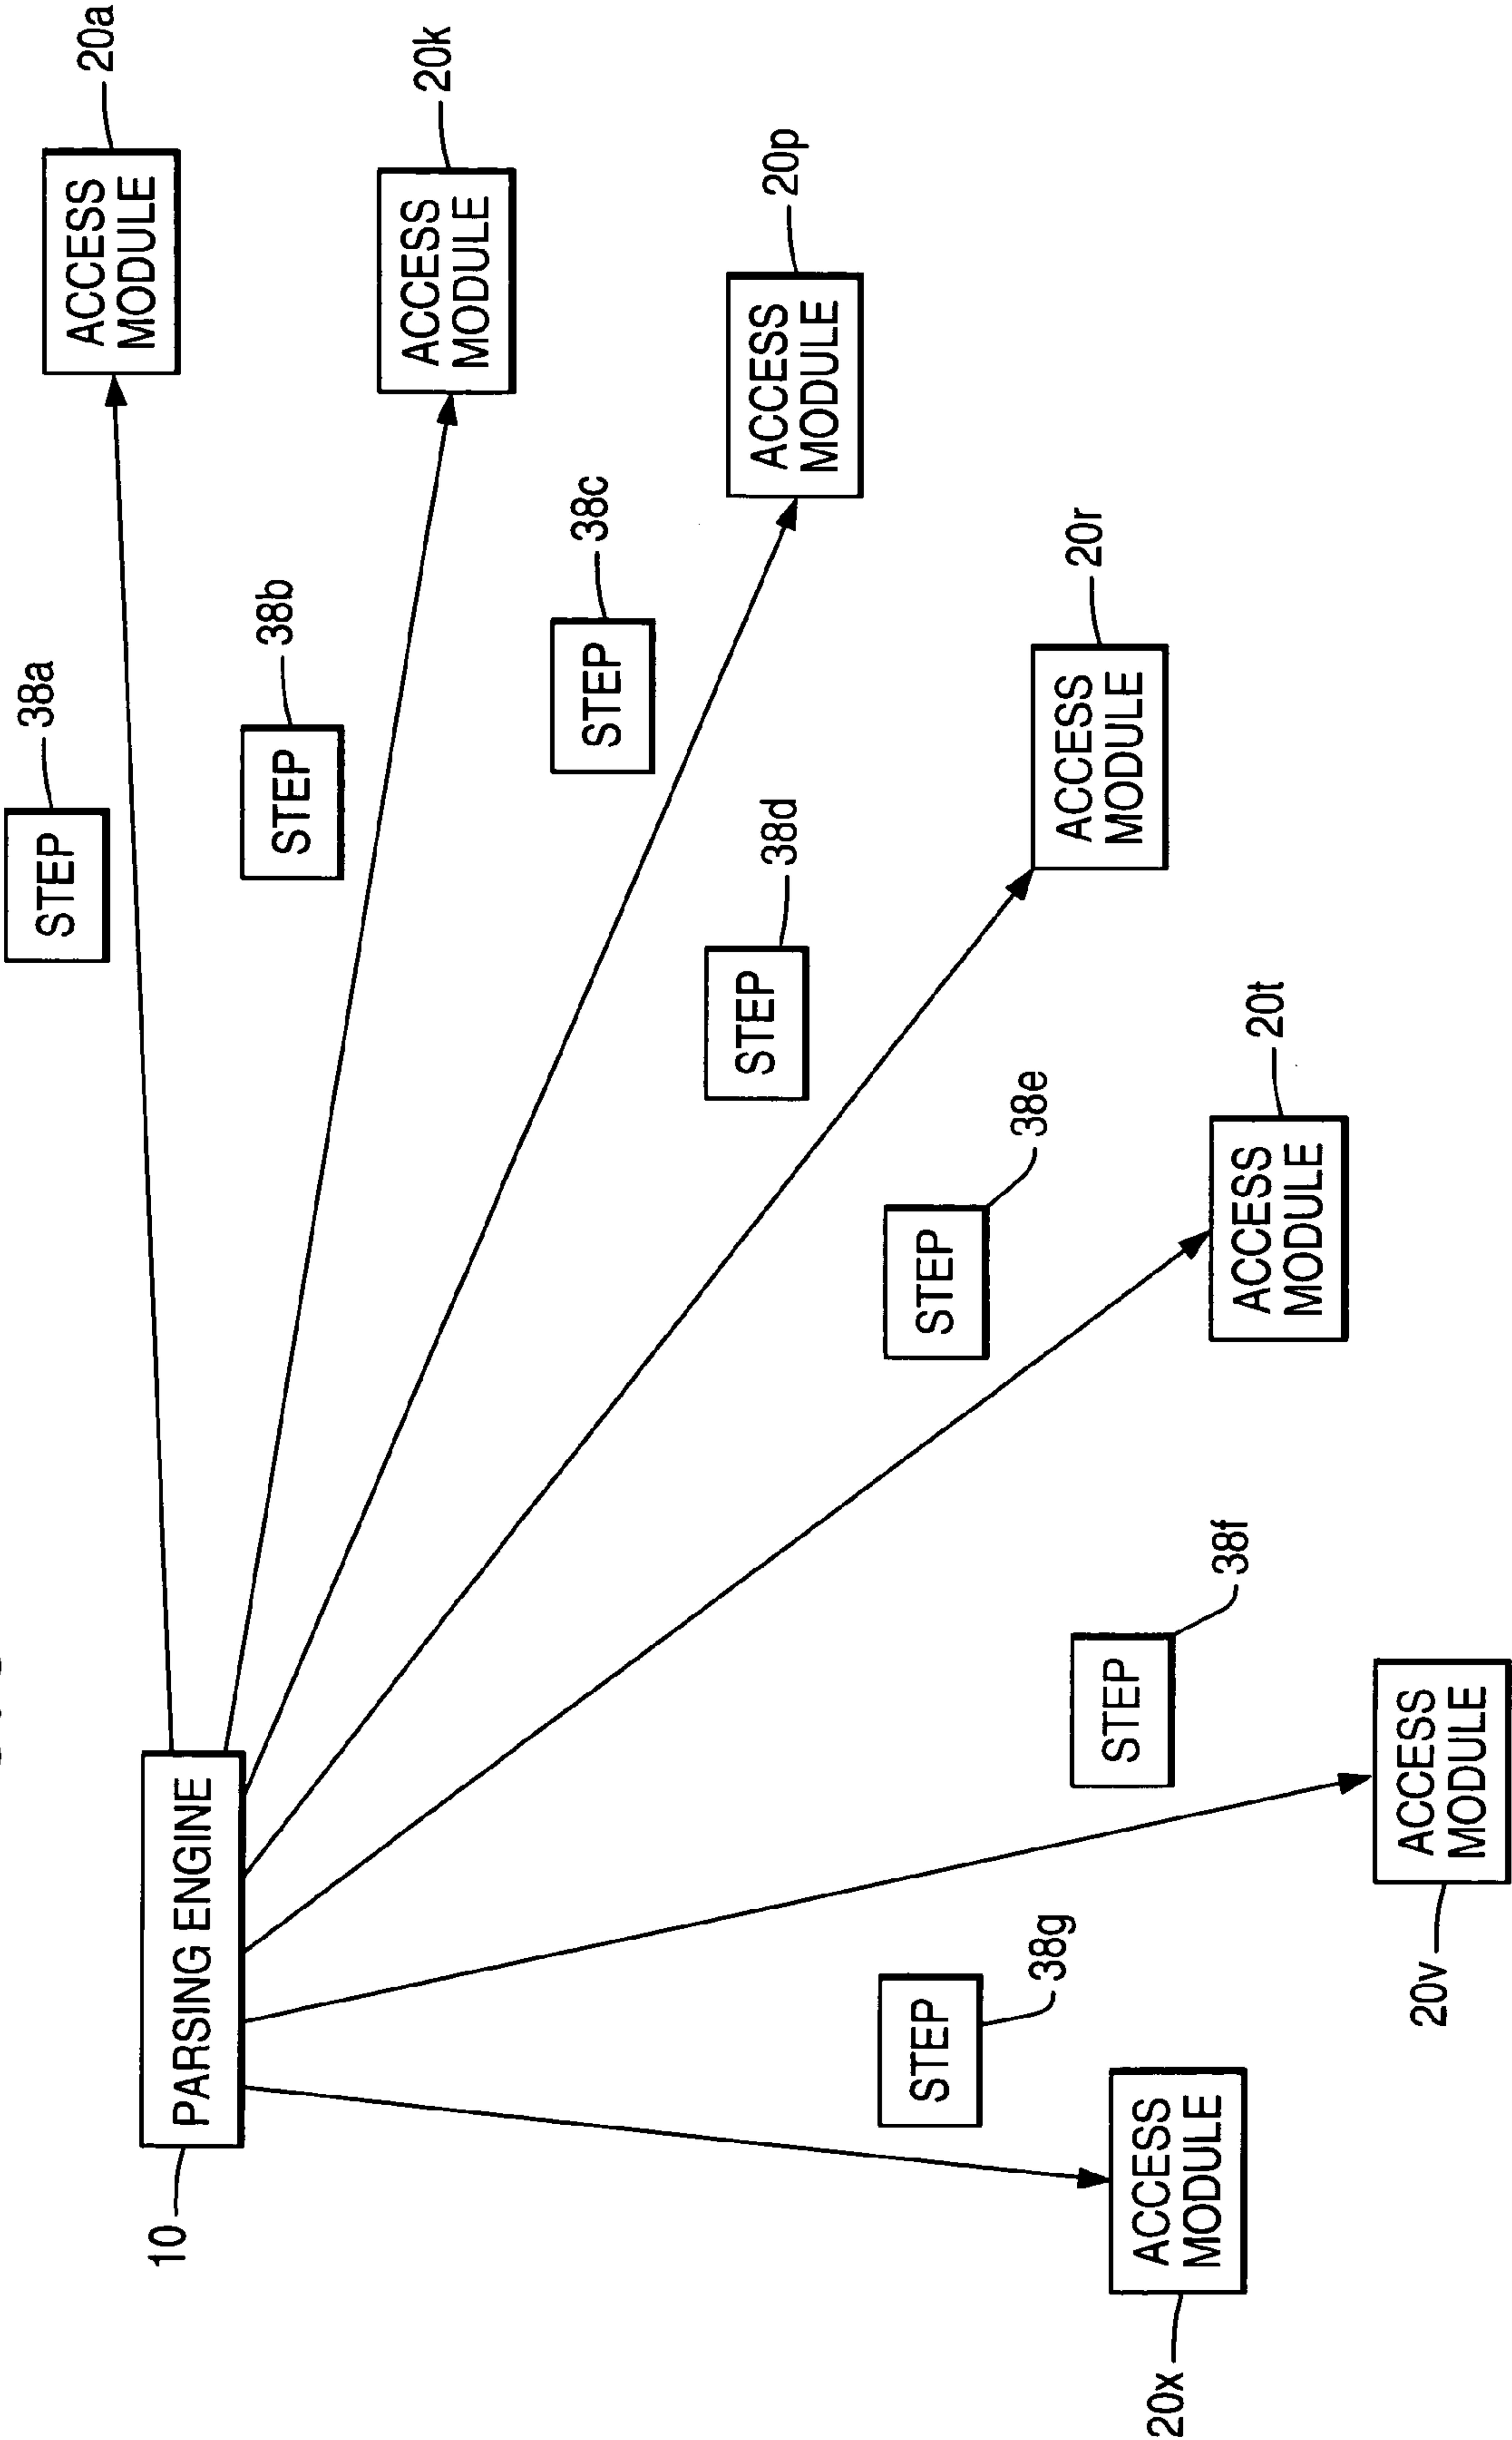 10
PARSING ENGINE
STEP
38a
ACCESS
MODULE
20a
STEP
38b
ACCESS
MODULE
20k
STEP
38c
ACCESS
MODULE
20p
STEP
38d
ACCESS
MODULE
20r
STEP
38e
ACCESS
MODULE
20t
STEP
38f
ACCESS
MODULE
20v
STEP
38g
ACCESS
MODULE
20x